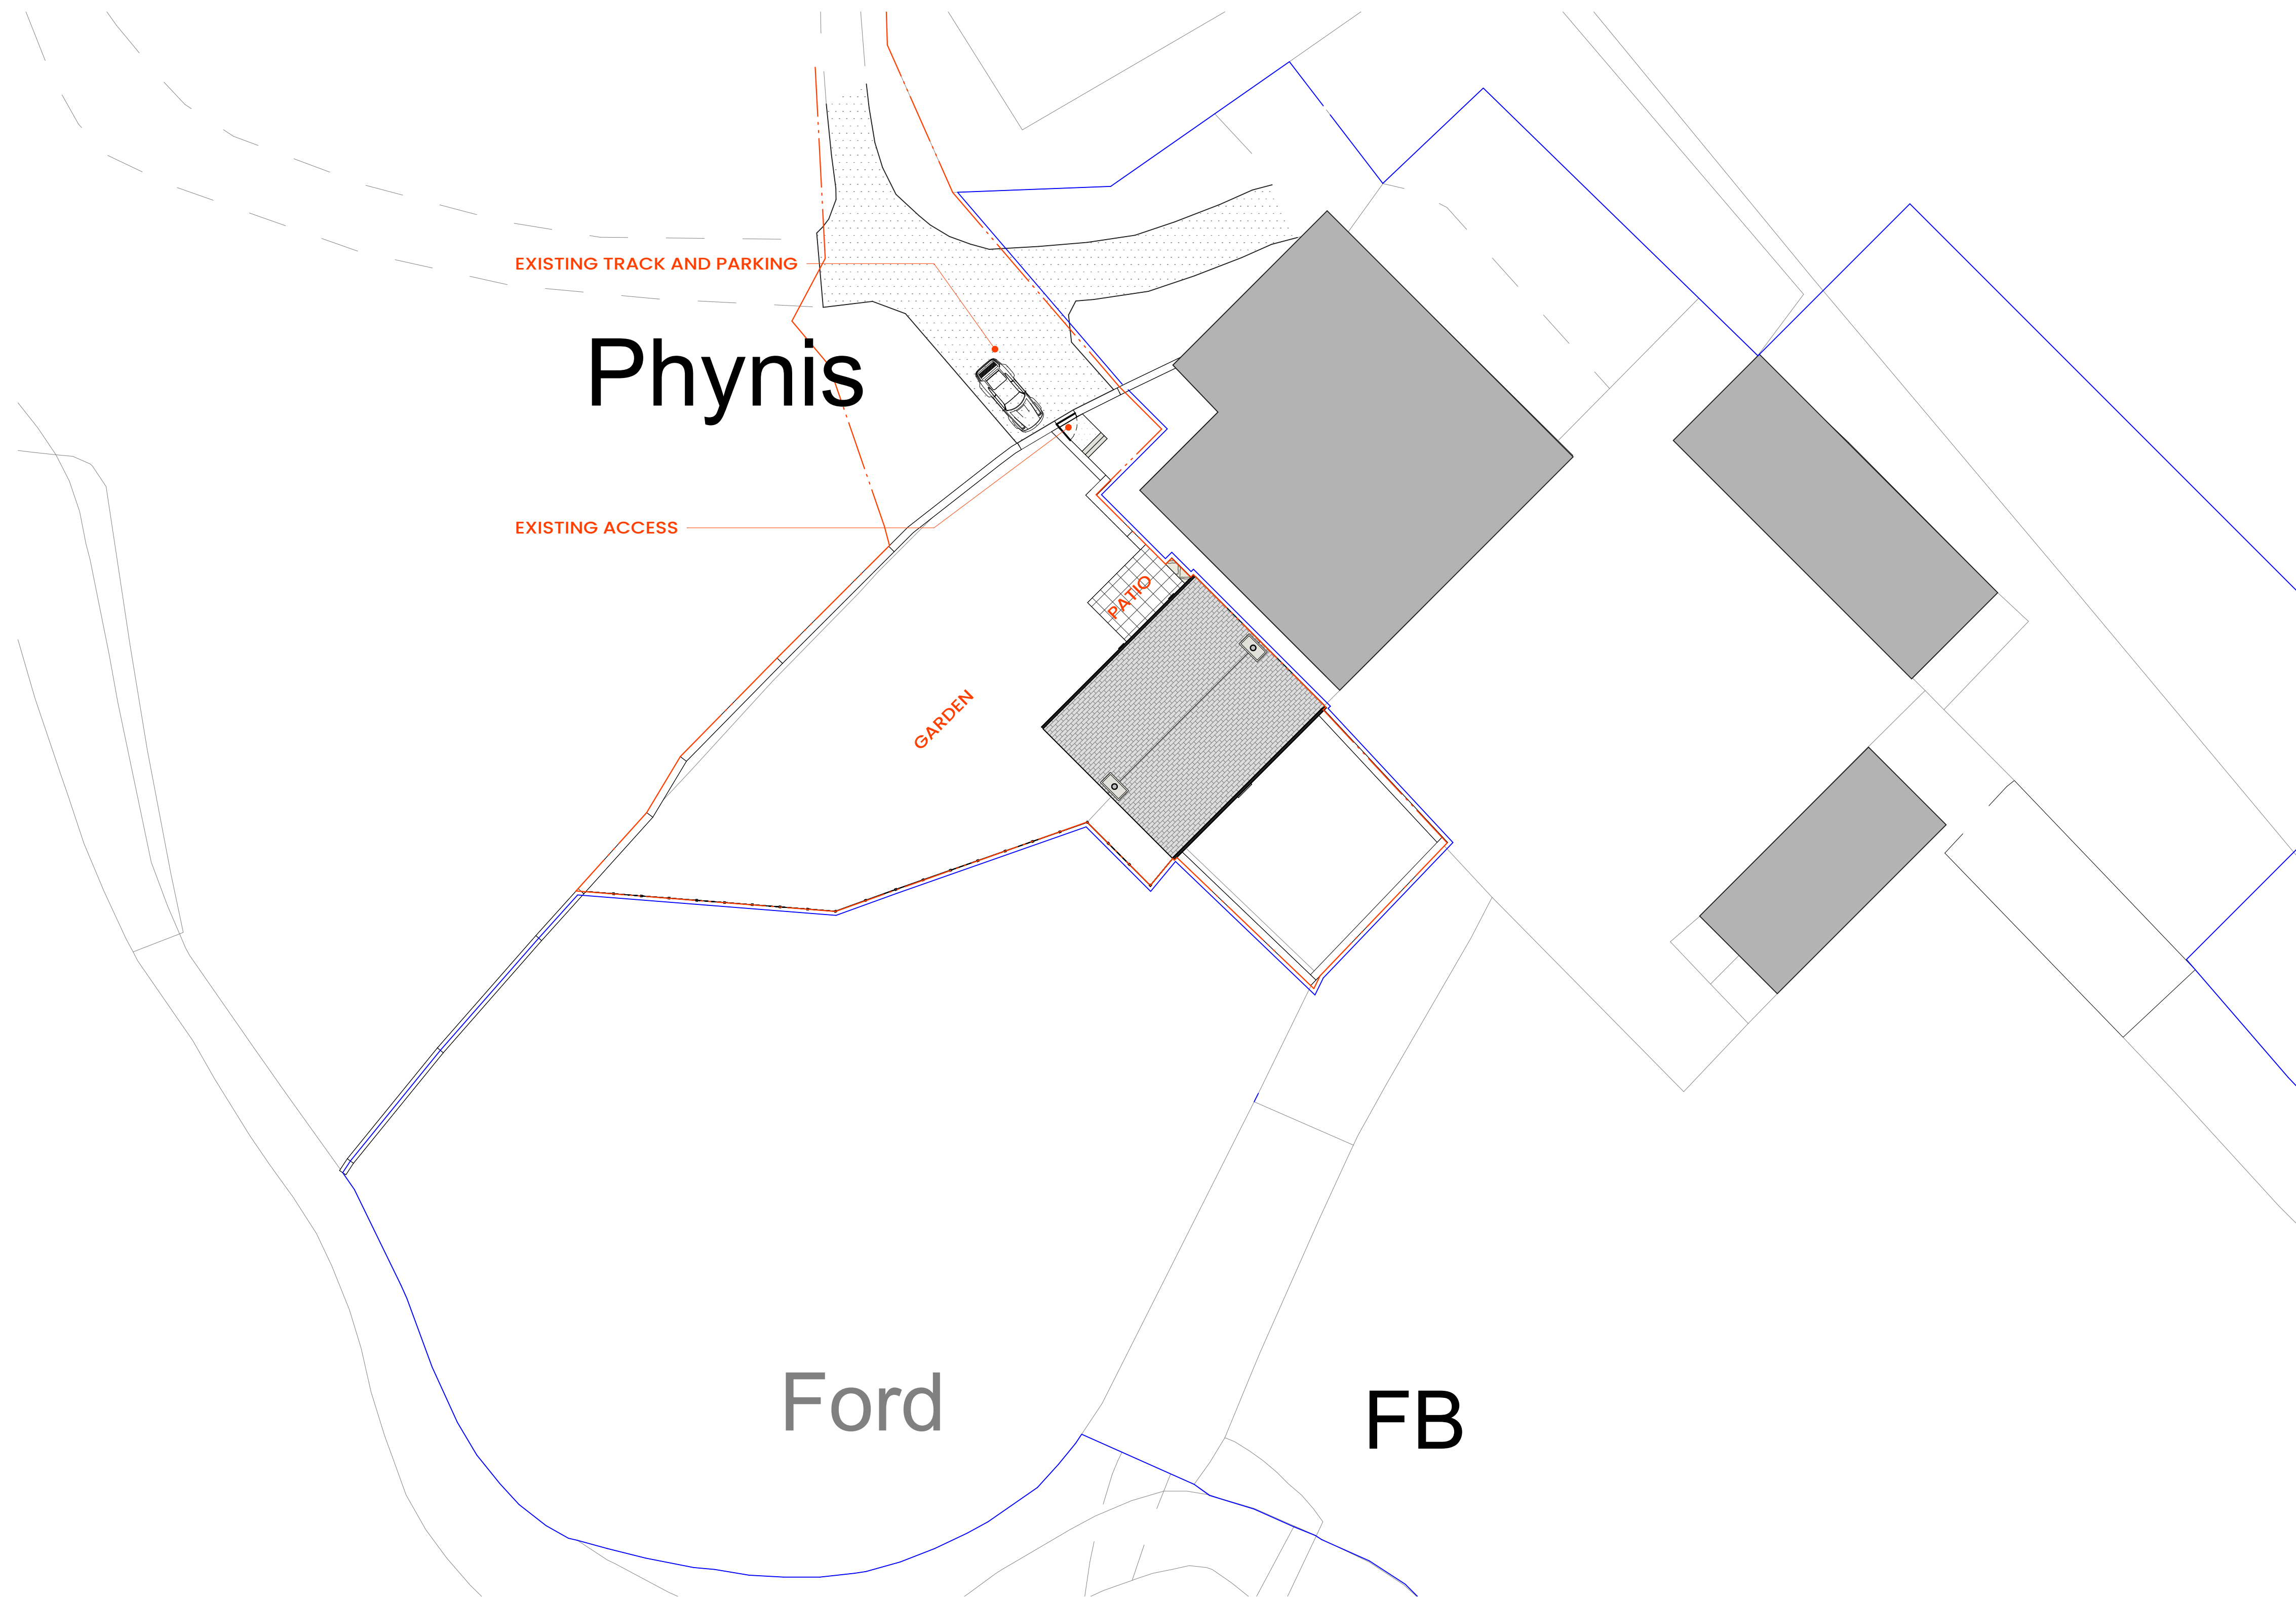 EXISTING TRACK AND PARKING
Phynis
EXISTING ACCESS
PATIO
GARDEN
Ford
FB